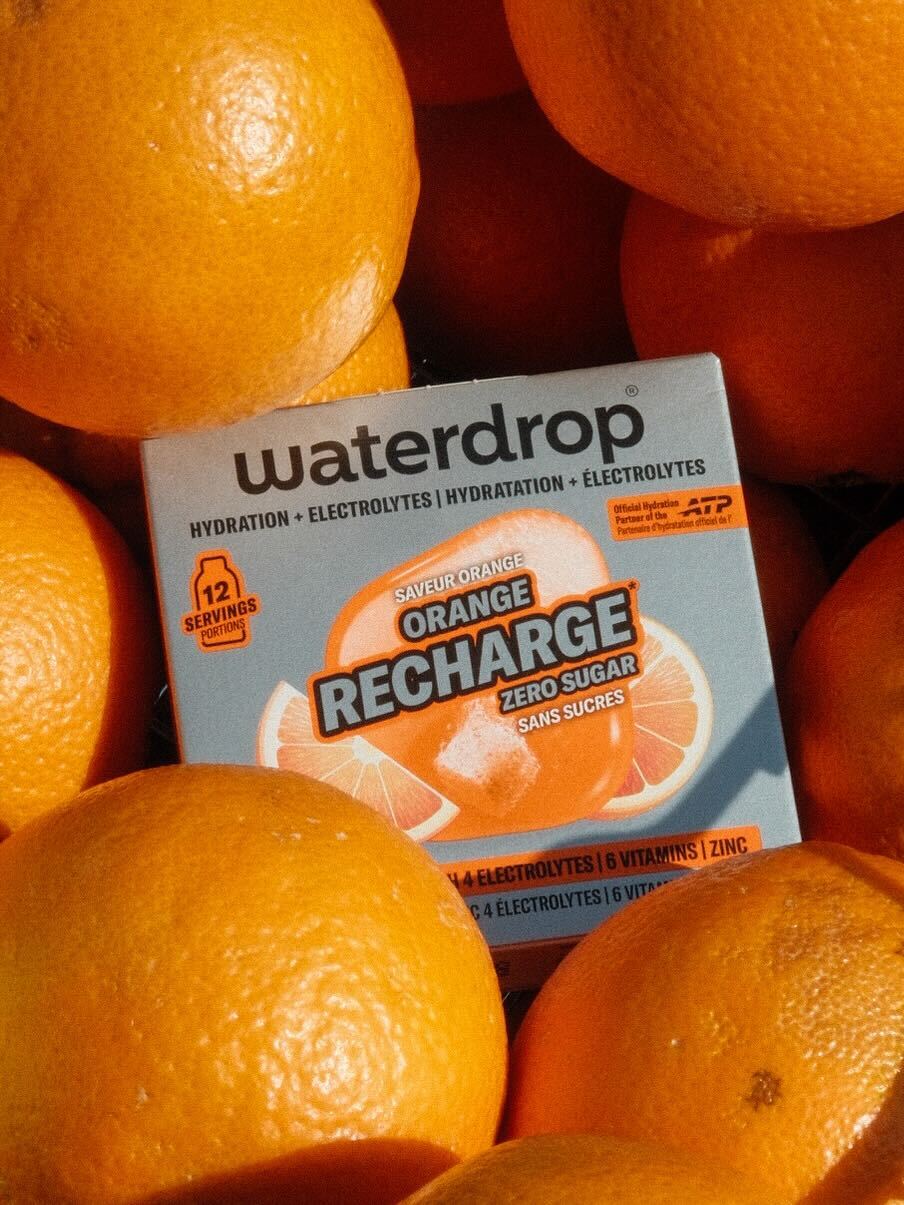 waterdrop®
HYDRATION + ELECTROLYTES | HYDRATATION + ÉLECTROLYTES
Official Hydration
Partner of the ATP
Partenaire d'hydratation officiel de l'
12
SERVINGS
PORTIONS
SAVEUR ORANGE
ORANGE
RECHARGE*
ZERO SUGAR
SANS SUCRES
4 ELECTROLYTES | 6 VITAMINS | ZINC
4 ÉLECTROLYTES | 6